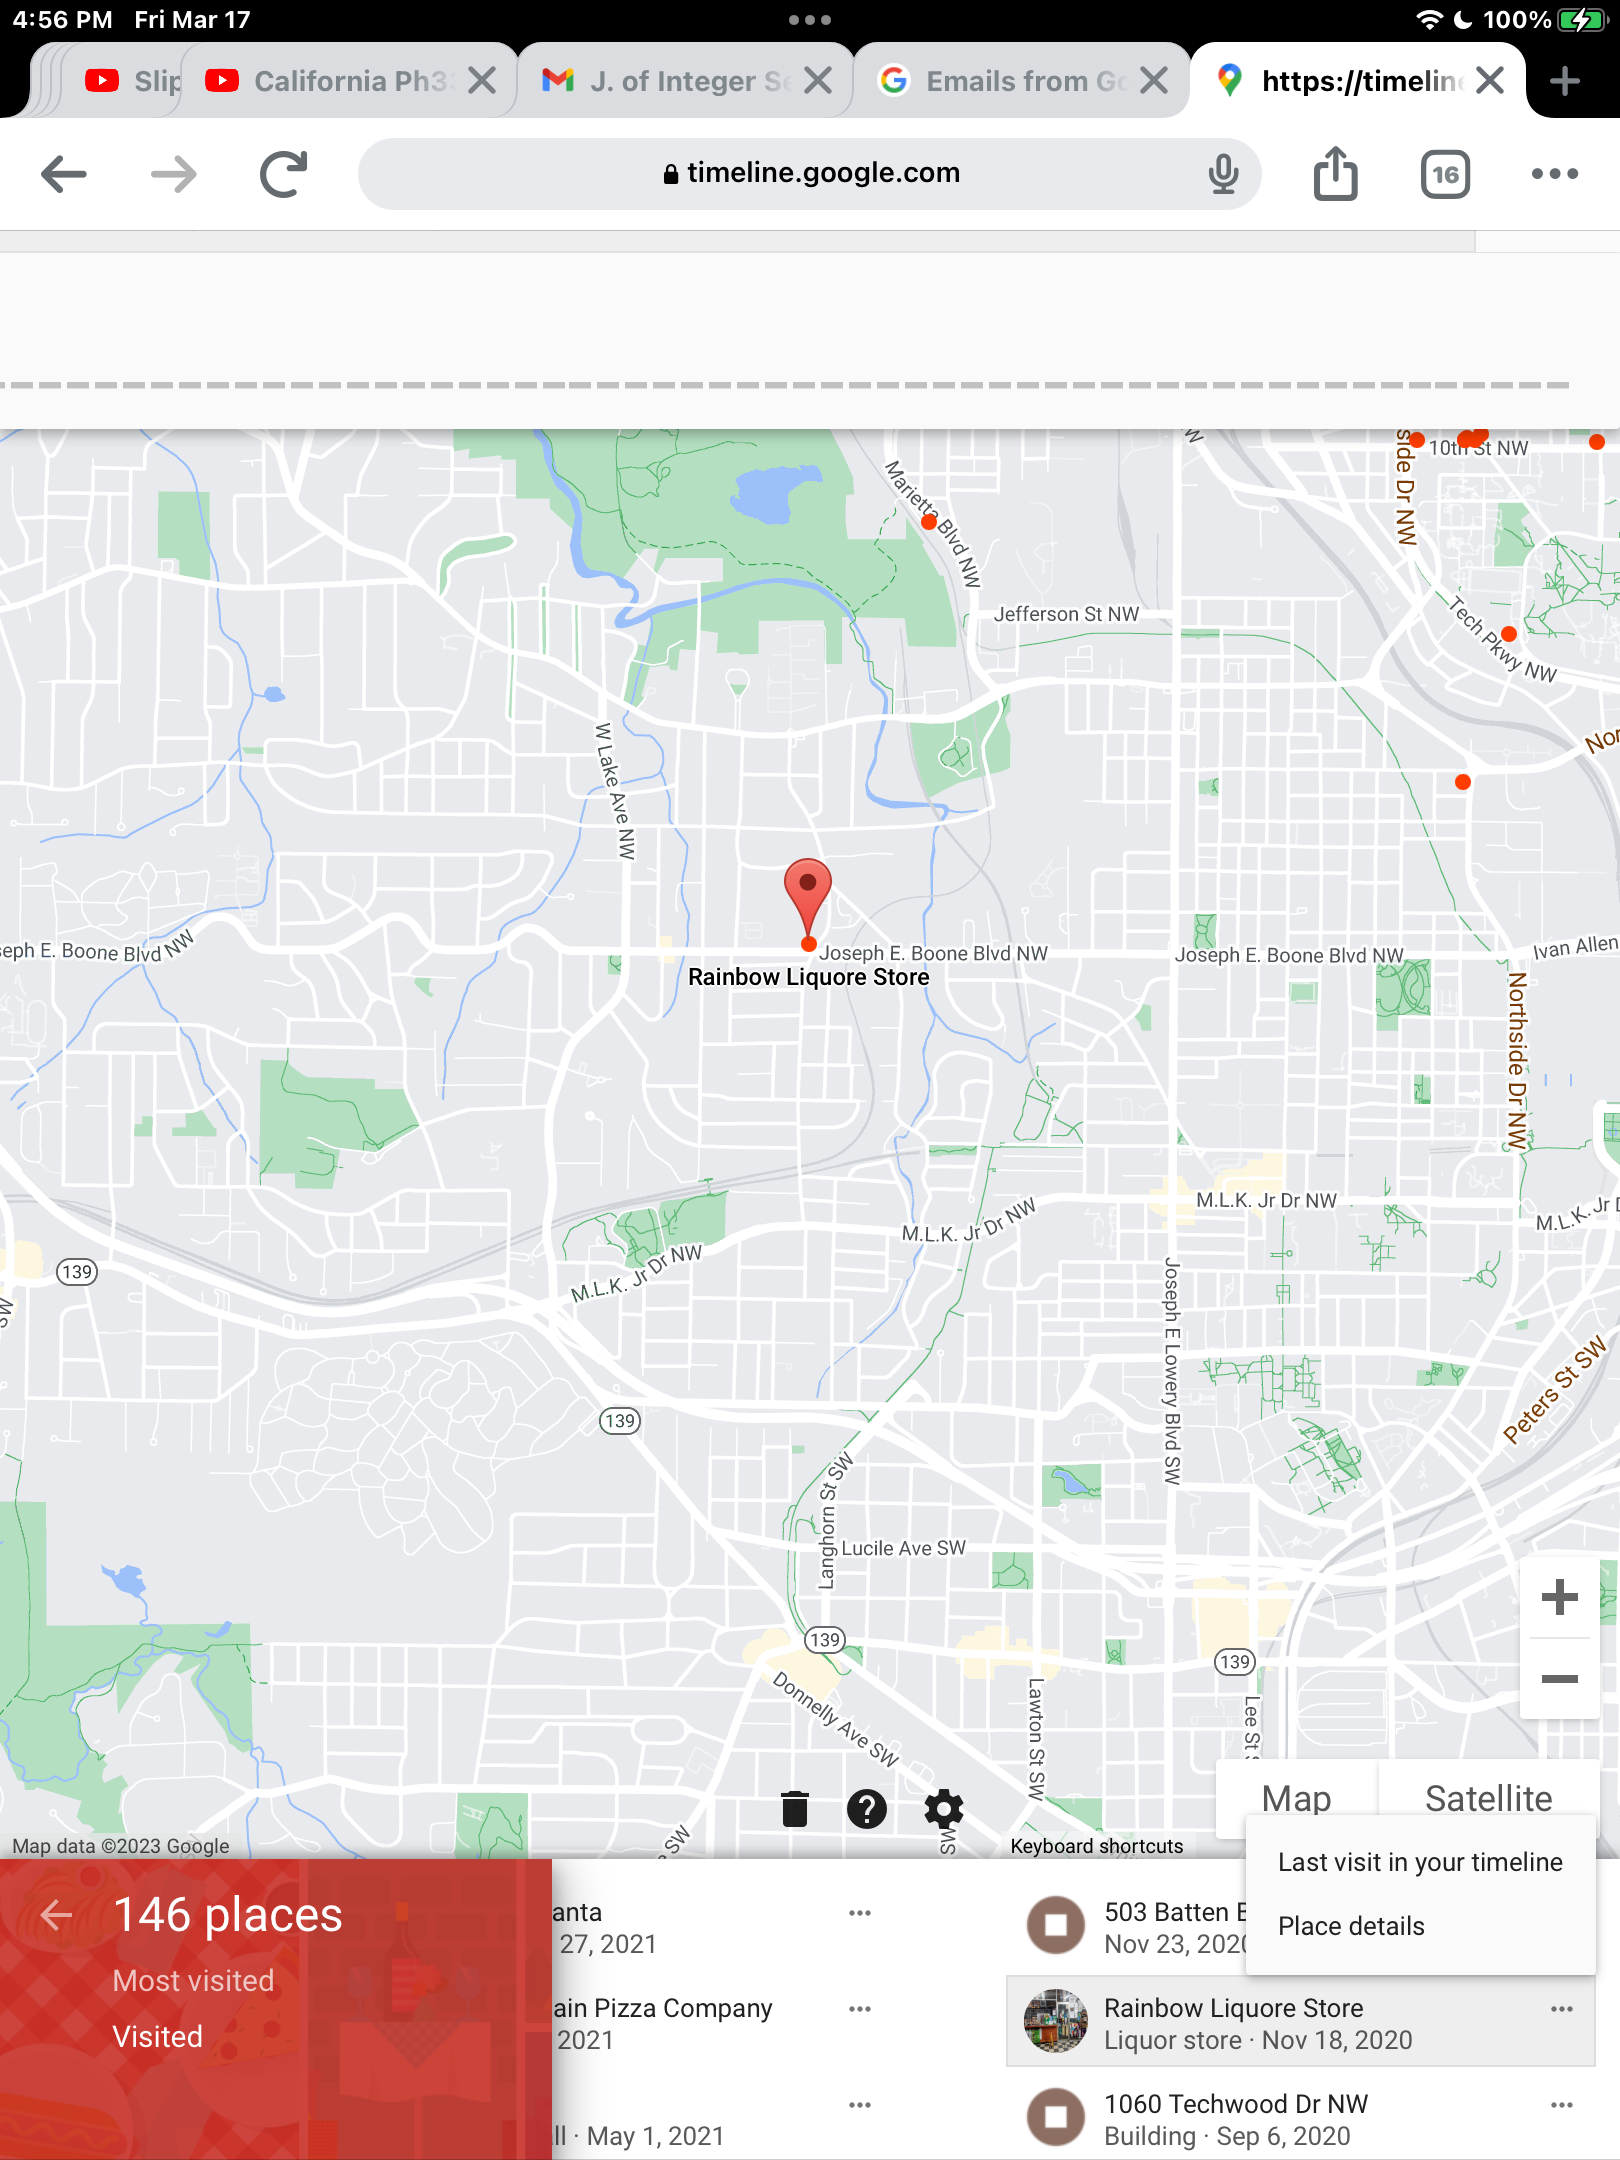 4:56 PM Fri Mar 17
100%
Slip
California Ph3
J. of Integer Se
Emails from Go
https://timeline
timeline.google.com
16
10th St NW
side Dr NW
Marietta Blvd NW
Jefferson St NW
Tech Pkwy NW
Nor
W Lake Ave NW
seph E. Boone Blvd NW
Joseph E. Boone Blvd NW
Joseph E. Boone Blvd NW
Ivan Allen
Rainbow Liquore Store
Northside Dr NW
M.L.K. Jr Dr NW
M.L.K. Jr Dr NW
M.L.K. Jr D
M.L.K. Jr Dr NW
139
SW
Joseph E Lowery Blvd SW
Peters St SW
139
Langhorn St SW
Lucile Ave SW
139
139
Donnelly Ave SW
Lawton St SW
Lee St S
Map
Satellite
SW
SW
Map data ©2023 Google
Keyboard shortcuts
Last visit in your timeline
Place details
146 places
Most visited
Visited
anta
27, 2021
ain Pizza Company
2021
ll · May 1, 2021
503 Batten B
Nov 23, 2020
Rainbow Liquore Store
Liquor store · Nov 18, 2020
1060 Techwood Dr NW
Building · Sep 6, 2020